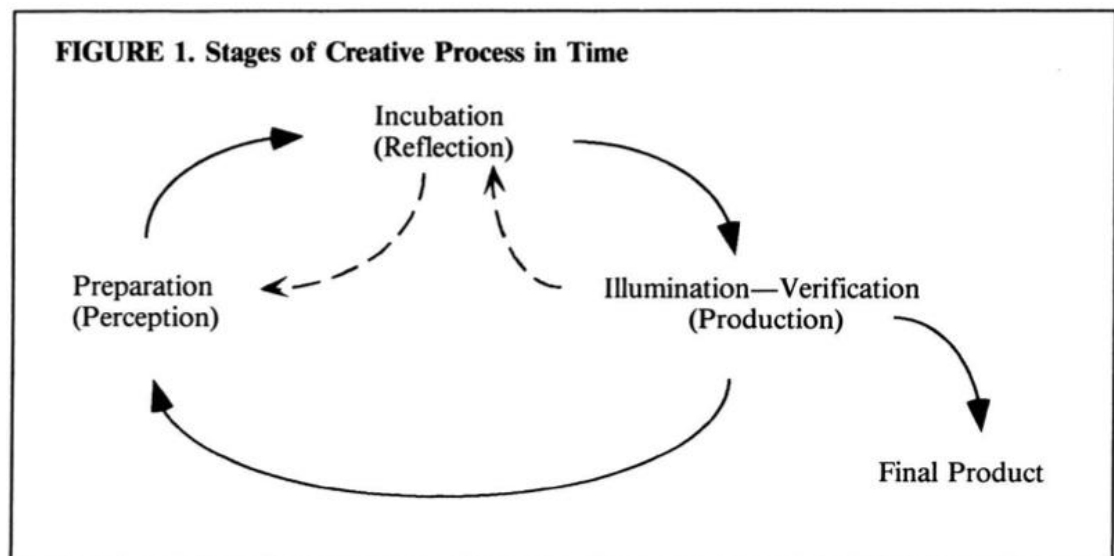 FIGURE 1. Stages of Creative Process in Time
Incubation
(Reflection)
Preparation
(Perception)
Illumination—Verification
(Production)
Final Product